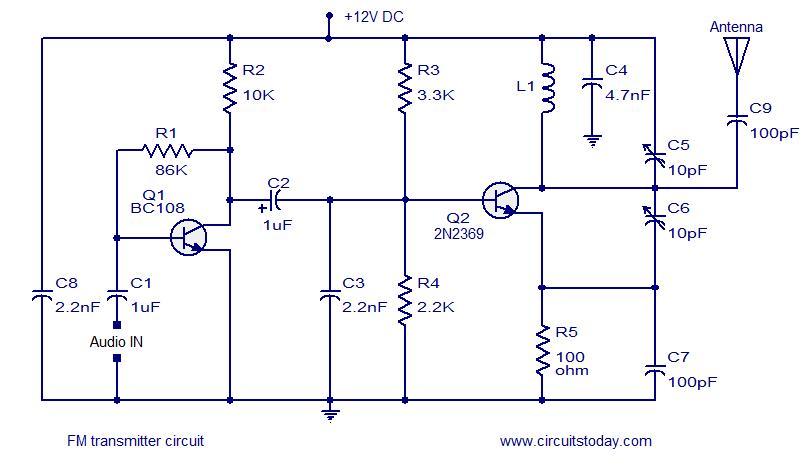 +12V DC
Antenna
R2
10K
R3
3.3K
L1
C4
4.7nF
C9
100pF
R1
86K
C5
10pF
Q1
BC108
C2
+
1uF
Q2
2N2369
C6
10pF
C8
2.2nF
C1
1uF
C3
2.2nF
R4
2.2K
Audio IN
R5
100
ohm
C7
100pF
FM transmitter circuit
www.circuitstoday.com